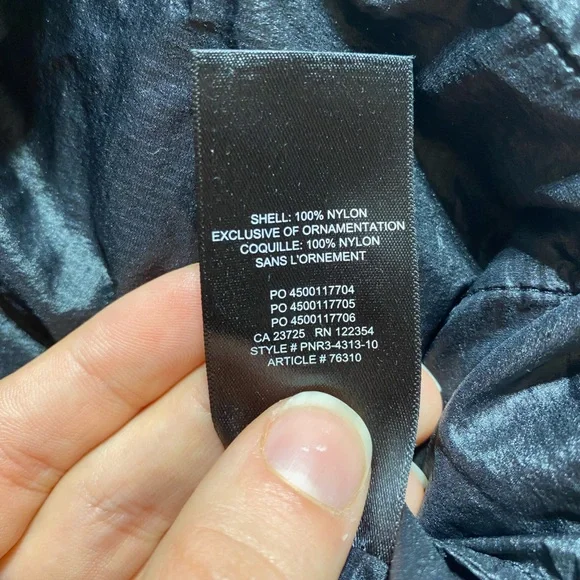 SHELL: 100% NYLON
EXCLUSIVE OF ORNAMENTATION
COQUILLE: 100% NYLON
SANS L'ORNEMENT
PO 4500117704
PO 4500117705
PO 4500117706
CA 23725 RN 122354
STYLE # PNR3-4313-10
ARTICLE # 76310